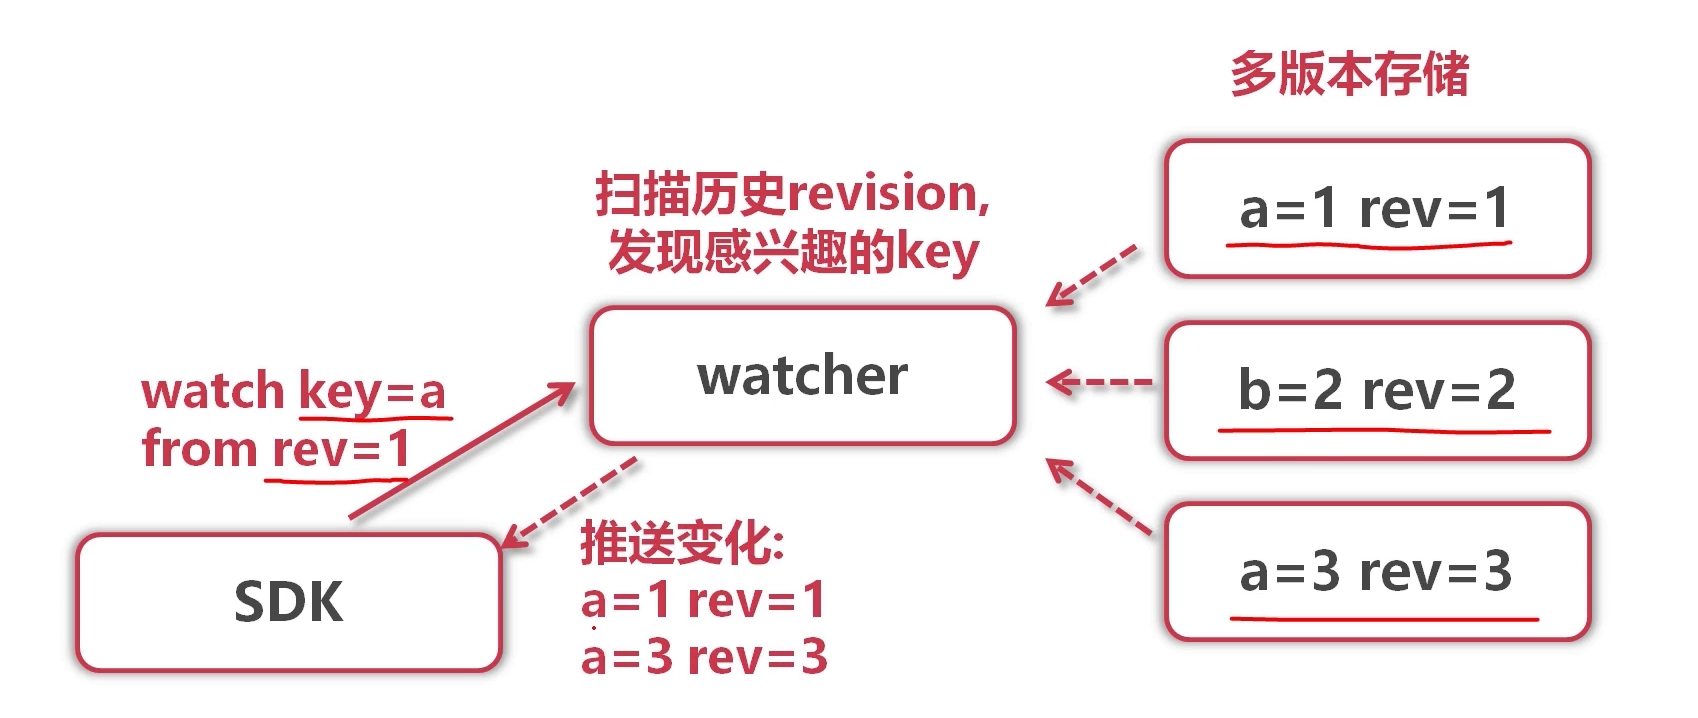 多版本存储
a=1 rev=1
扫描历史revision,
发现感兴趣的key
b=2 rev=2
watcher
watch key=a
from rev=1
推送变化:
a=1 rev=1
a=3 rev=3
a=3 rev=3
SDK